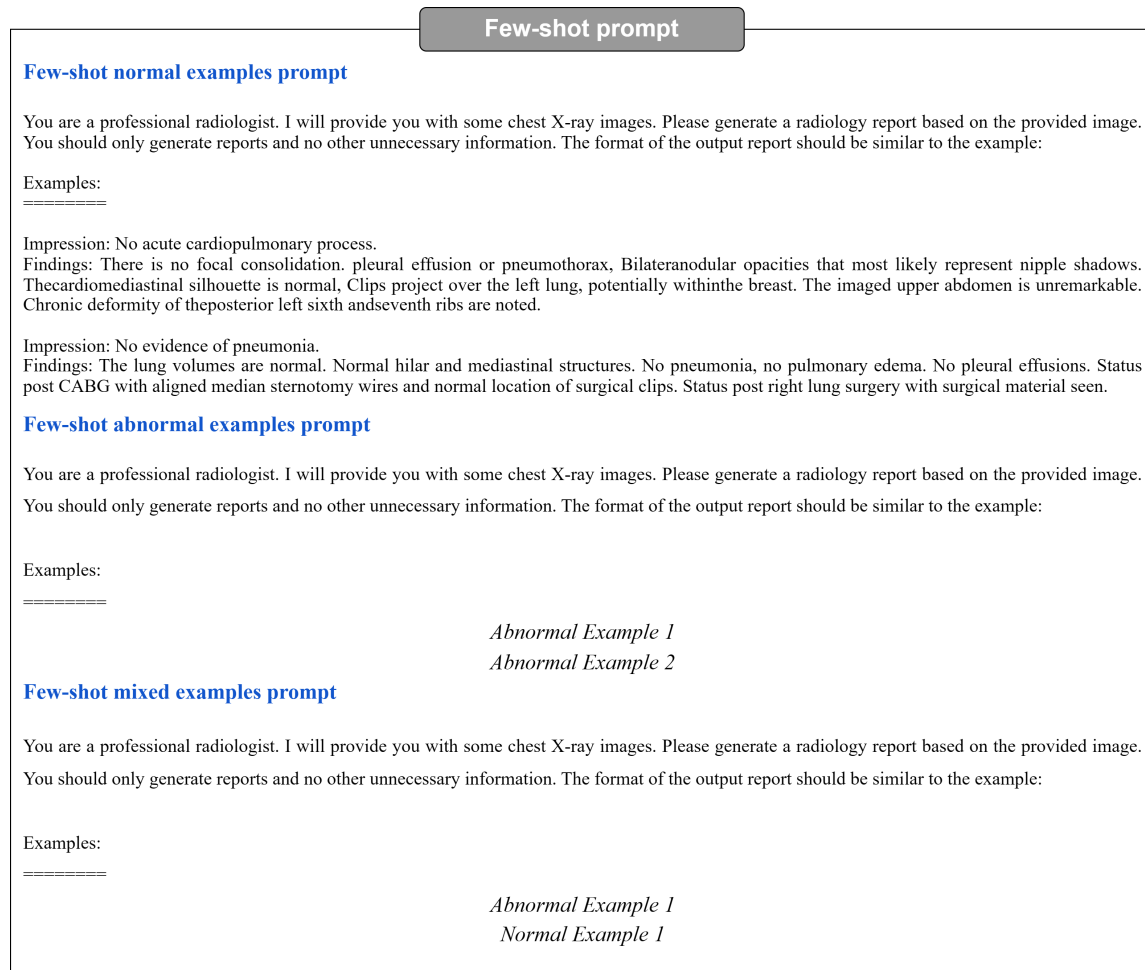 Few-shot prompt
Few-shot normal examples prompt
You are a professional radiologist. I will provide you with some chest X-ray images. Please generate a radiology report based on the provided image.
You should only generate reports and no other unnecessary information. The format of the output report should be similar to the example:
Examples:
========
Impression: No acute cardiopulmonary process.
Findings: There is no focal consolidation. pleural effusion or pneumothorax, Bilateranodular opacities that most likely represent nipple shadows.
Thecardiomediastinal silhouette is normal, Clips project over the left lung, potentially withinthe breast. The imaged upper abdomen is unremarkable.
Chronic deformity of theposterior left sixth andseventh ribs are noted.
Impression: No evidence of pneumonia.
Findings: The lung volumes are normal. Normal hilar and mediastinal structures. No pneumonia, no pulmonary edema. No pleural effusions. Status
post CABG with aligned median sternotomy wires and normal location of surgical clips. Status post right lung surgery with surgical material seen.
Few-shot abnormal examples prompt
You are a professional radiologist. I will provide you with some chest X-ray images. Please generate a radiology report based on the provided image.
You should only generate reports and no other unnecessary information. The format of the output report should be similar to the example:
Examples:
========
Abnormal Example 1
Abnormal Example 2
Few-shot mixed examples prompt
You are a professional radiologist. I will provide you with some chest X-ray images. Please generate a radiology report based on the provided image.
You should only generate reports and no other unnecessary information. The format of the output report should be similar to the example:
Examples:
========
Abnormal Example 1
Normal Example 1